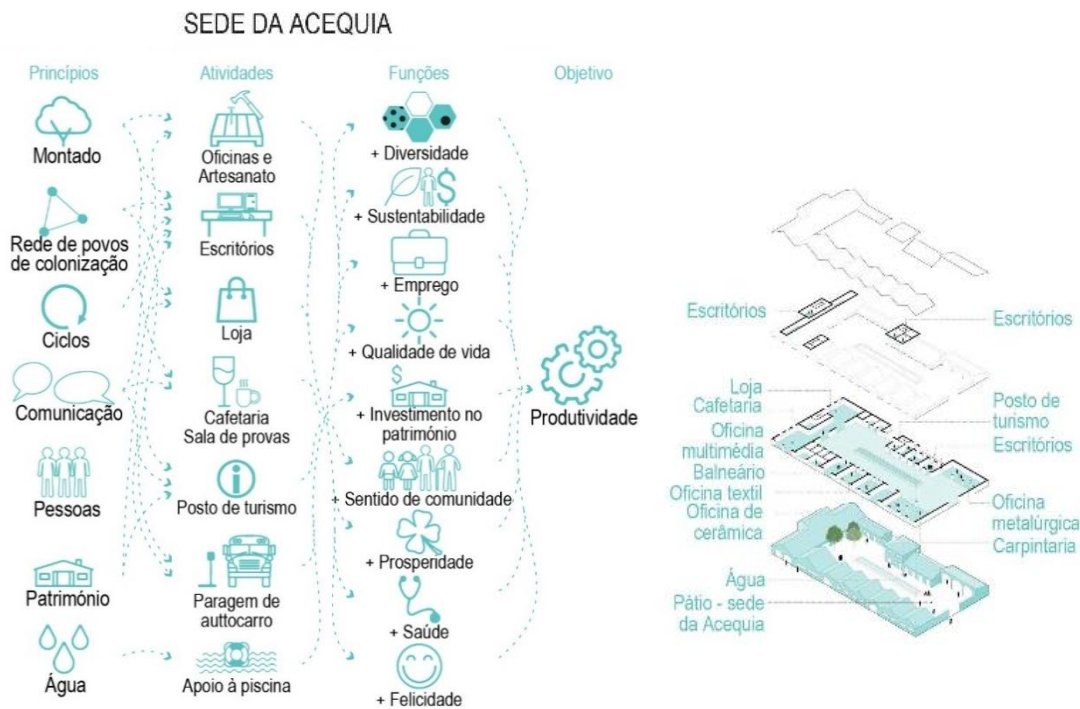 SEDE DA ACEQUIA
Princípios
Montado
Rede de povos
de colonização
Ciclos
Comunicação
Pessoas
Património
Água
Atividades
Oficinas e
Artesanato
Escritórios
Loja
Cafetaria
Sala de provas
Posto de turismo
Paragem de
auttocarro
Apoio à piscina
Funções
+ Diversidade
$
+ Sustentabilidade
+ Emprego
+ Qualidade de vida
$
+ Investimento no
património
+ Sentido de comunidade
+ Prosperidade
+ Saúde
+ Felicidade
Objetivo
Produtividade
Escritórios
Loja
Cafetaria
Oficina
multimédia
Balneário
Oficina textil
Oficina de
cerâmica
Água
Pátio - sede
da Acequia
Escritórios
Posto de
turismo
Escritórios
Oficina
metalúrgica
Carpintaria